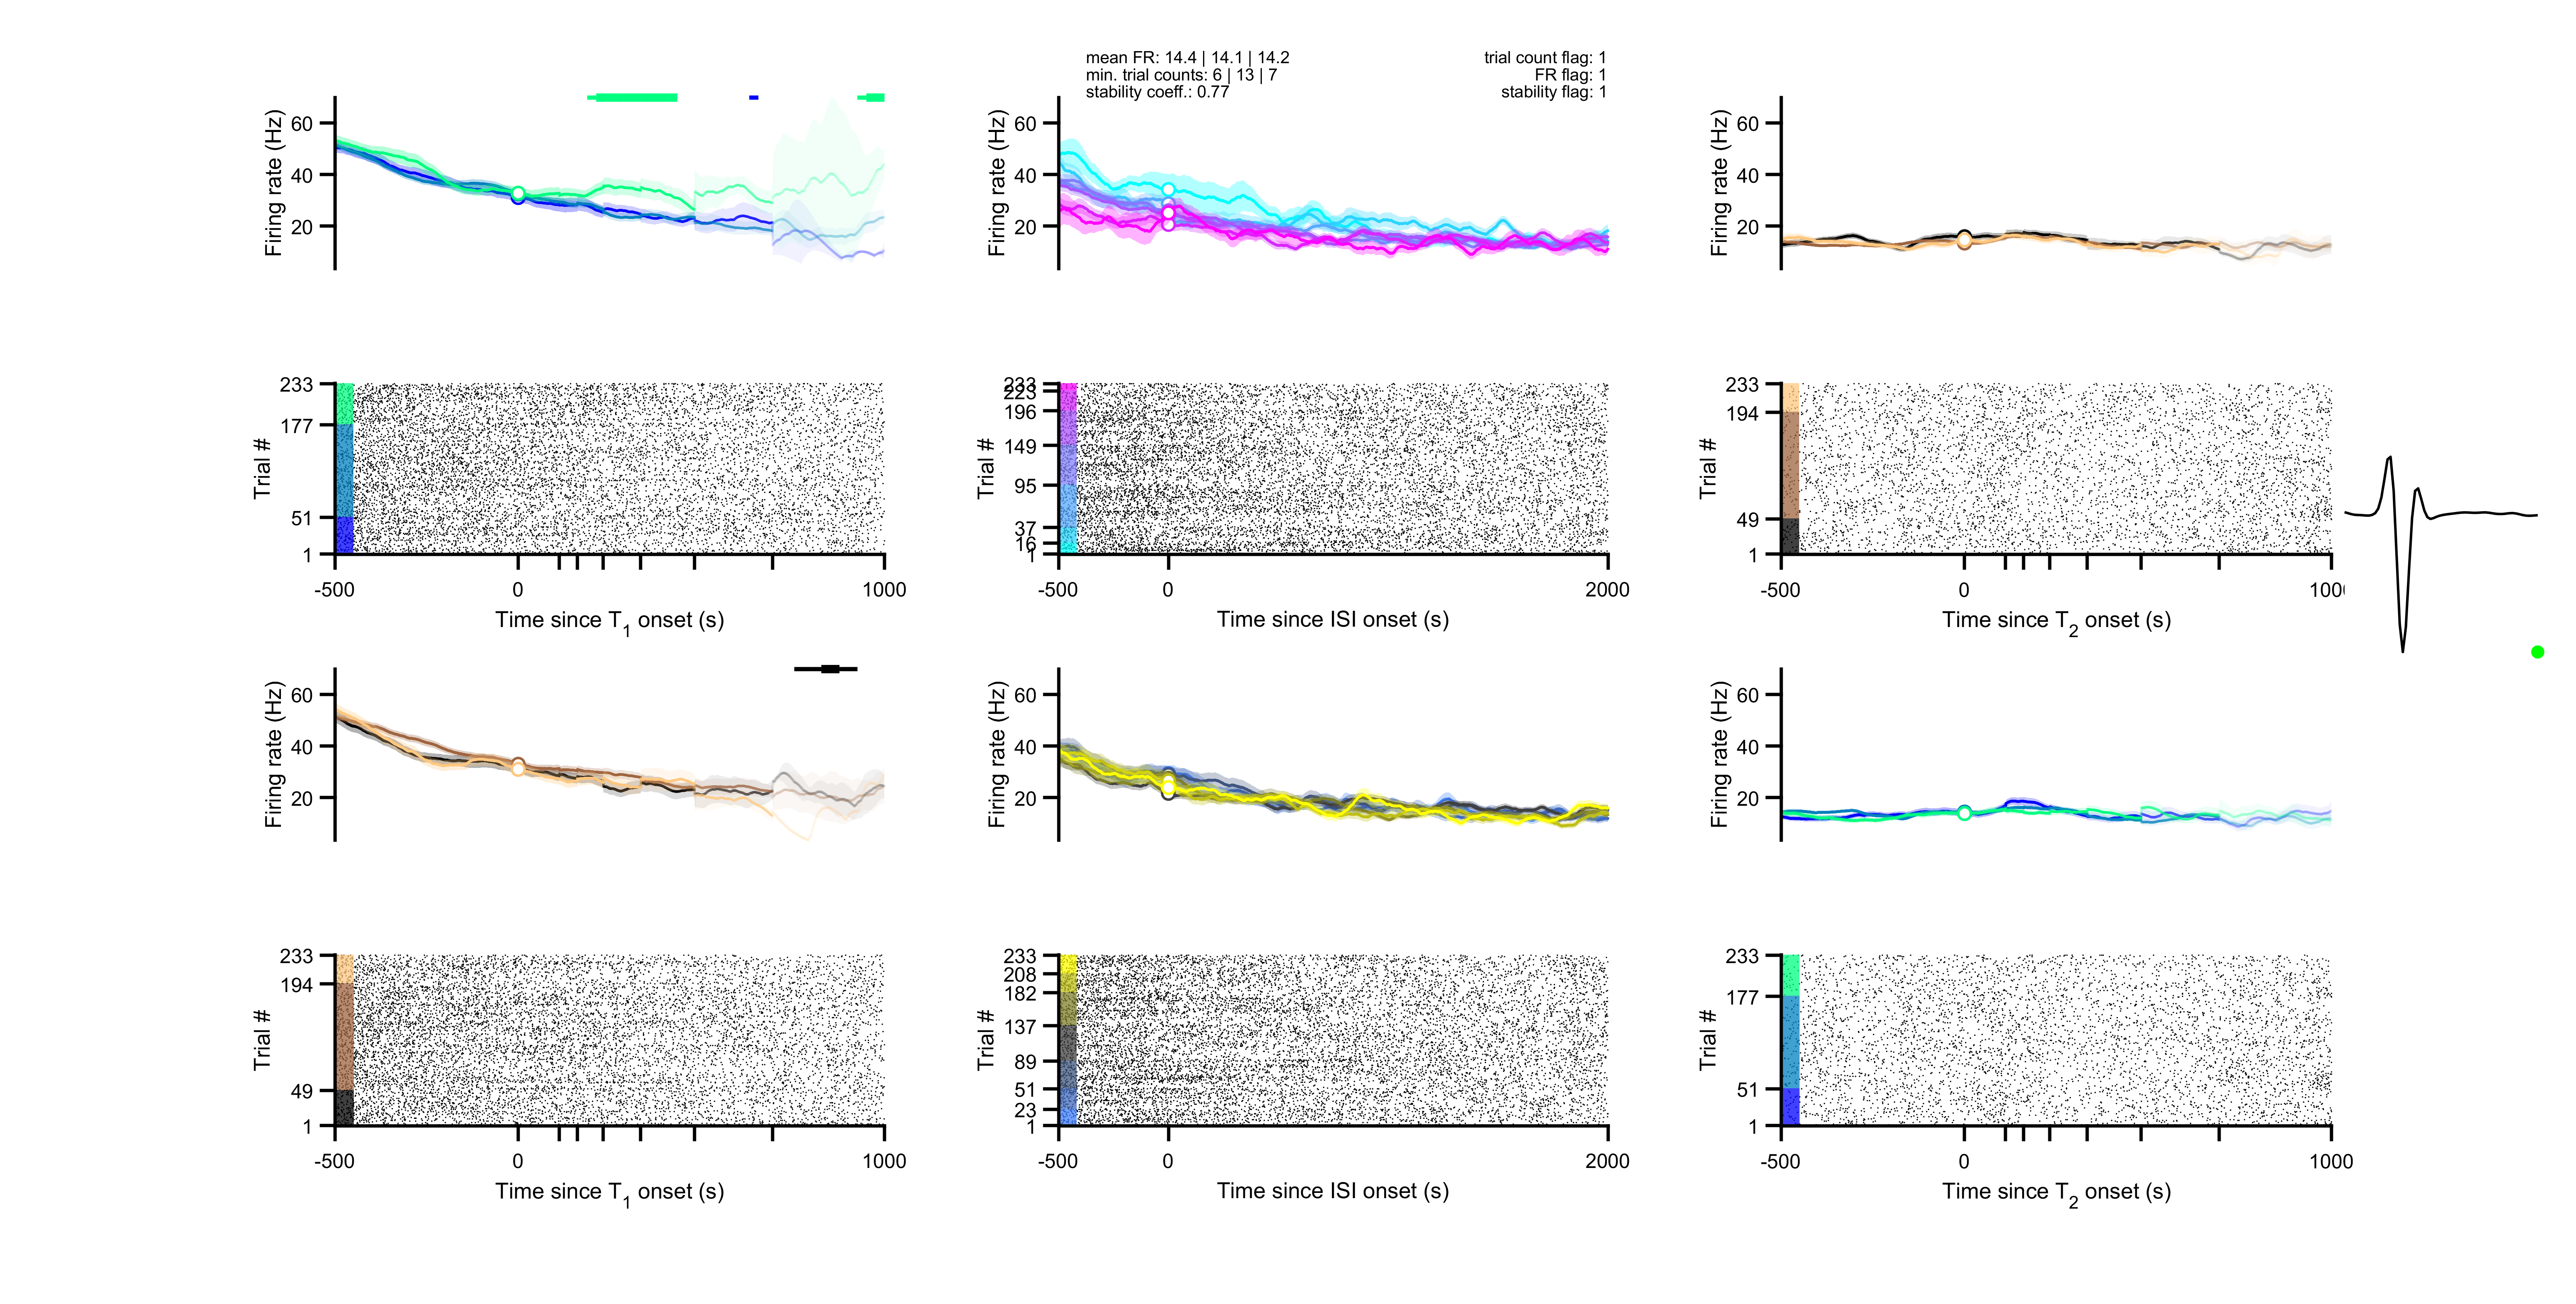 mean FR: 14.4 | 14.1 | 14.2
min. trial counts: 6 | 13 | 7
stability coeff.: 0.77
trial count flag: 1
FR flag: 1
stability flag: 1
Firing rate (Hz)
60
40
20
Firing rate (Hz)
60
40
20
Firing rate (Hz)
60
40
20
Trial #
233
177
51
1
-500
0
1000
Time since T1 onset (s)
Trial #
233
223
196
149
95
37
16
1
-500
0
2000
Time since ISI onset (s)
Trial #
233
194
49
1
-500
0
1000
Time since T2 onset (s)
Firing rate (Hz)
60
40
20
Firing rate (Hz)
60
40
20
Firing rate (Hz)
60
40
20
Trial #
233
194
49
1
-500
0
1000
Time since T1 onset (s)
Trial #
233
208
182
137
89
51
23
1
-500
0
2000
Time since ISI onset (s)
Trial #
233
177
51
1
-500
0
1000
Time since T2 onset (s)